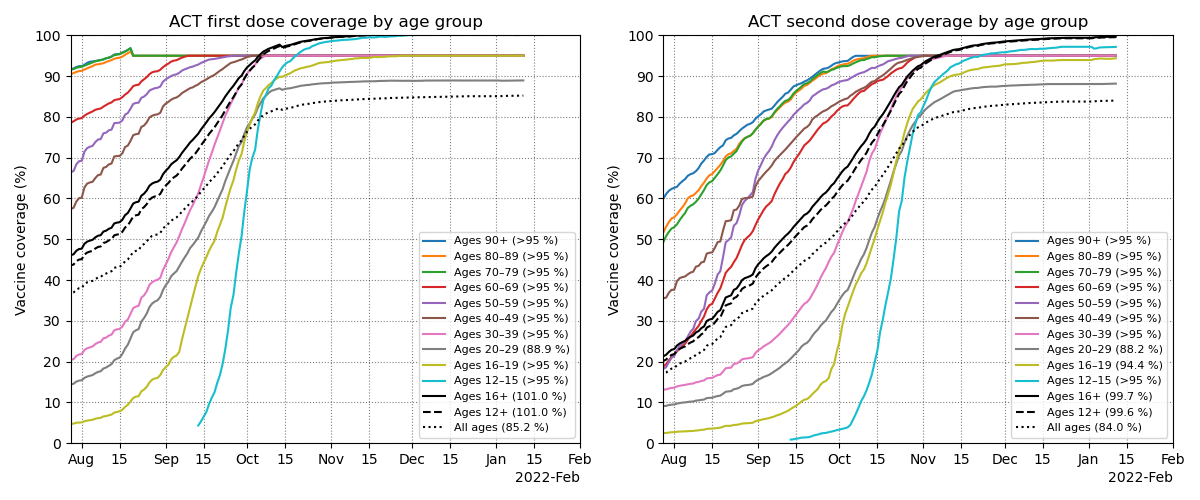 ACT first dose coverage by age group
Vaccine coverage (%)
100
90
80
70
60
50
40
30
20
10
0
Ages 90+ (>95 %)
Ages 80–89 (>95 %)
Ages 70–79 (>95 %)
Ages 60–69 (>95 %)
Ages 50–59 (>95 %)
Ages 40–49 (>95 %)
Ages 30–39 (>95 %)
Ages 20–29 (88.9 %)
Ages 16–19 (>95 %)
Ages 12–15 (>95 %)
Ages 16+ (101.0 %)
Ages 12+ (101.0 %)
All ages (85.2 %)
Aug 15 Sep 15 Oct 15 Nov 15 Dec 15 Jan 15 Feb
2022-Feb
ACT second dose coverage by age group
Vaccine coverage (%)
100
90
80
70
60
50
40
30
20
10
0
Ages 90+ (>95 %)
Ages 80–89 (>95 %)
Ages 70–79 (>95 %)
Ages 60–69 (>95 %)
Ages 50–59 (>95 %)
Ages 40–49 (>95 %)
Ages 30–39 (>95 %)
Ages 20–29 (88.2 %)
Ages 16–19 (94.4 %)
Ages 12–15 (>95 %)
Ages 16+ (99.7 %)
Ages 12+ (99.6 %)
All ages (84.0 %)
Aug 15 Sep 15 Oct 15 Nov 15 Dec 15 Jan 15 Feb
2022-Feb